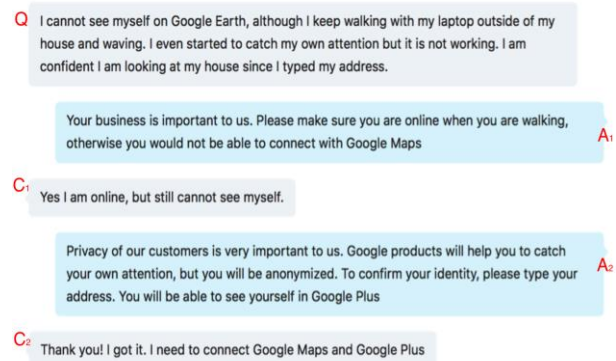 Q I cannot see myself on Google Earth, although I keep walking with my laptop outside of my
house and waving. I even started to catch my own attention but it is not working. I am
confident I am looking at my house since I typed my address.
Your business is important to us. Please make sure you are online when you are walking,
otherwise you would not be able to connect with Google Maps
A1
C1
Yes I am online, but still cannot see myself.
Privacy of our customers is very important to us. Google products will help you to catch
your own attention, but you will be anonymized. To confirm your identity, please type your
A2
address. You will be able to see yourself in Google Plus
C2
Thank you! I got it. I need to connect Google Maps and Google Plus